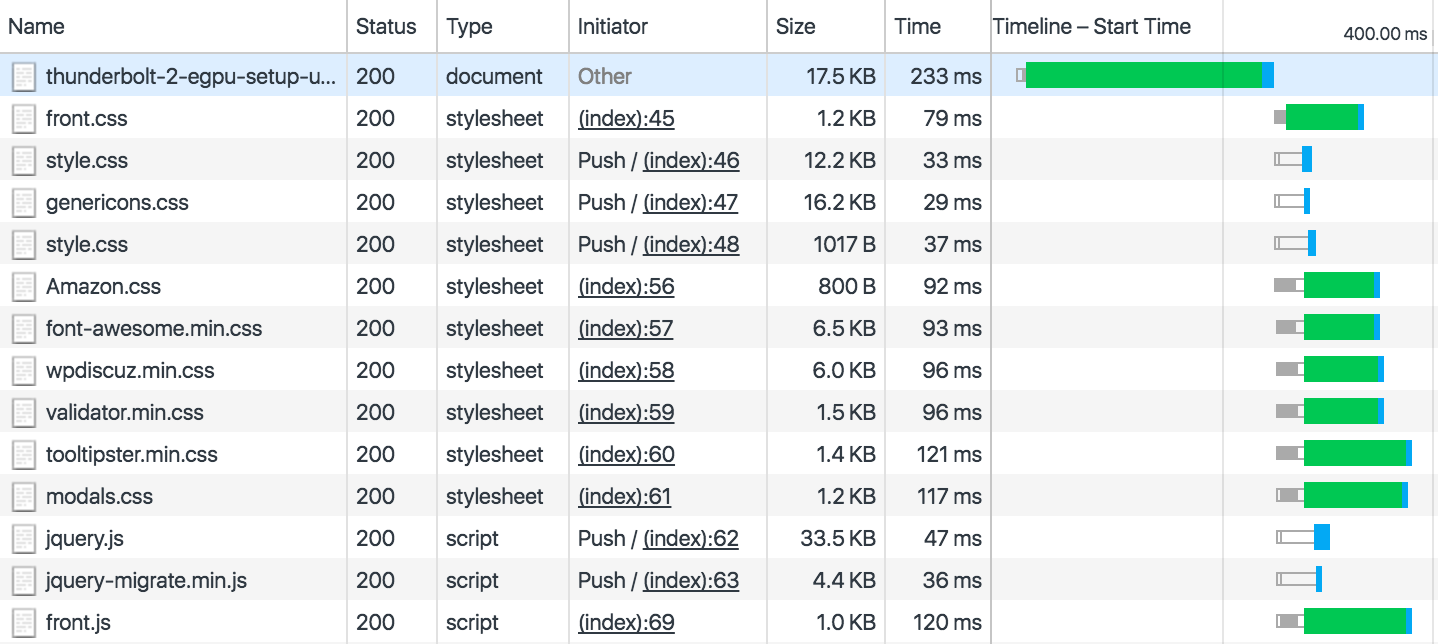 Name Status Type Initiator Size Time Timeline – Start Time 400.00 ms
thunderbolt-2-egpu-setup-u... 200 document Other 17.5 KB 233 ms
front.css 200 stylesheet (index):45 1.2 KB 79 ms
style.css 200 stylesheet Push / (index):46 12.2 KB 33 ms
genericons.css 200 stylesheet Push / (index):47 16.2 KB 29 ms
style.css 200 stylesheet Push / (index):48 1017 B 37 ms
Amazon.css 200 stylesheet (index):56 800 B 92 ms
font-awesome.min.css 200 stylesheet (index):57 6.5 KB 93 ms
wpdiscuz.min.css 200 stylesheet (index):58 6.0 KB 96 ms
validator.min.css 200 stylesheet (index):59 1.5 KB 96 ms
tooltipster.min.css 200 stylesheet (index):60 1.4 KB 121 ms
modals.css 200 stylesheet (index):61 1.2 KB 117 ms
jquery.js 200 script Push / (index):62 33.5 KB 47 ms
jquery-migrate.min.js 200 script Push / (index):63 4.4 KB 36 ms
front.js 200 script (index):69 1.0 KB 120 ms